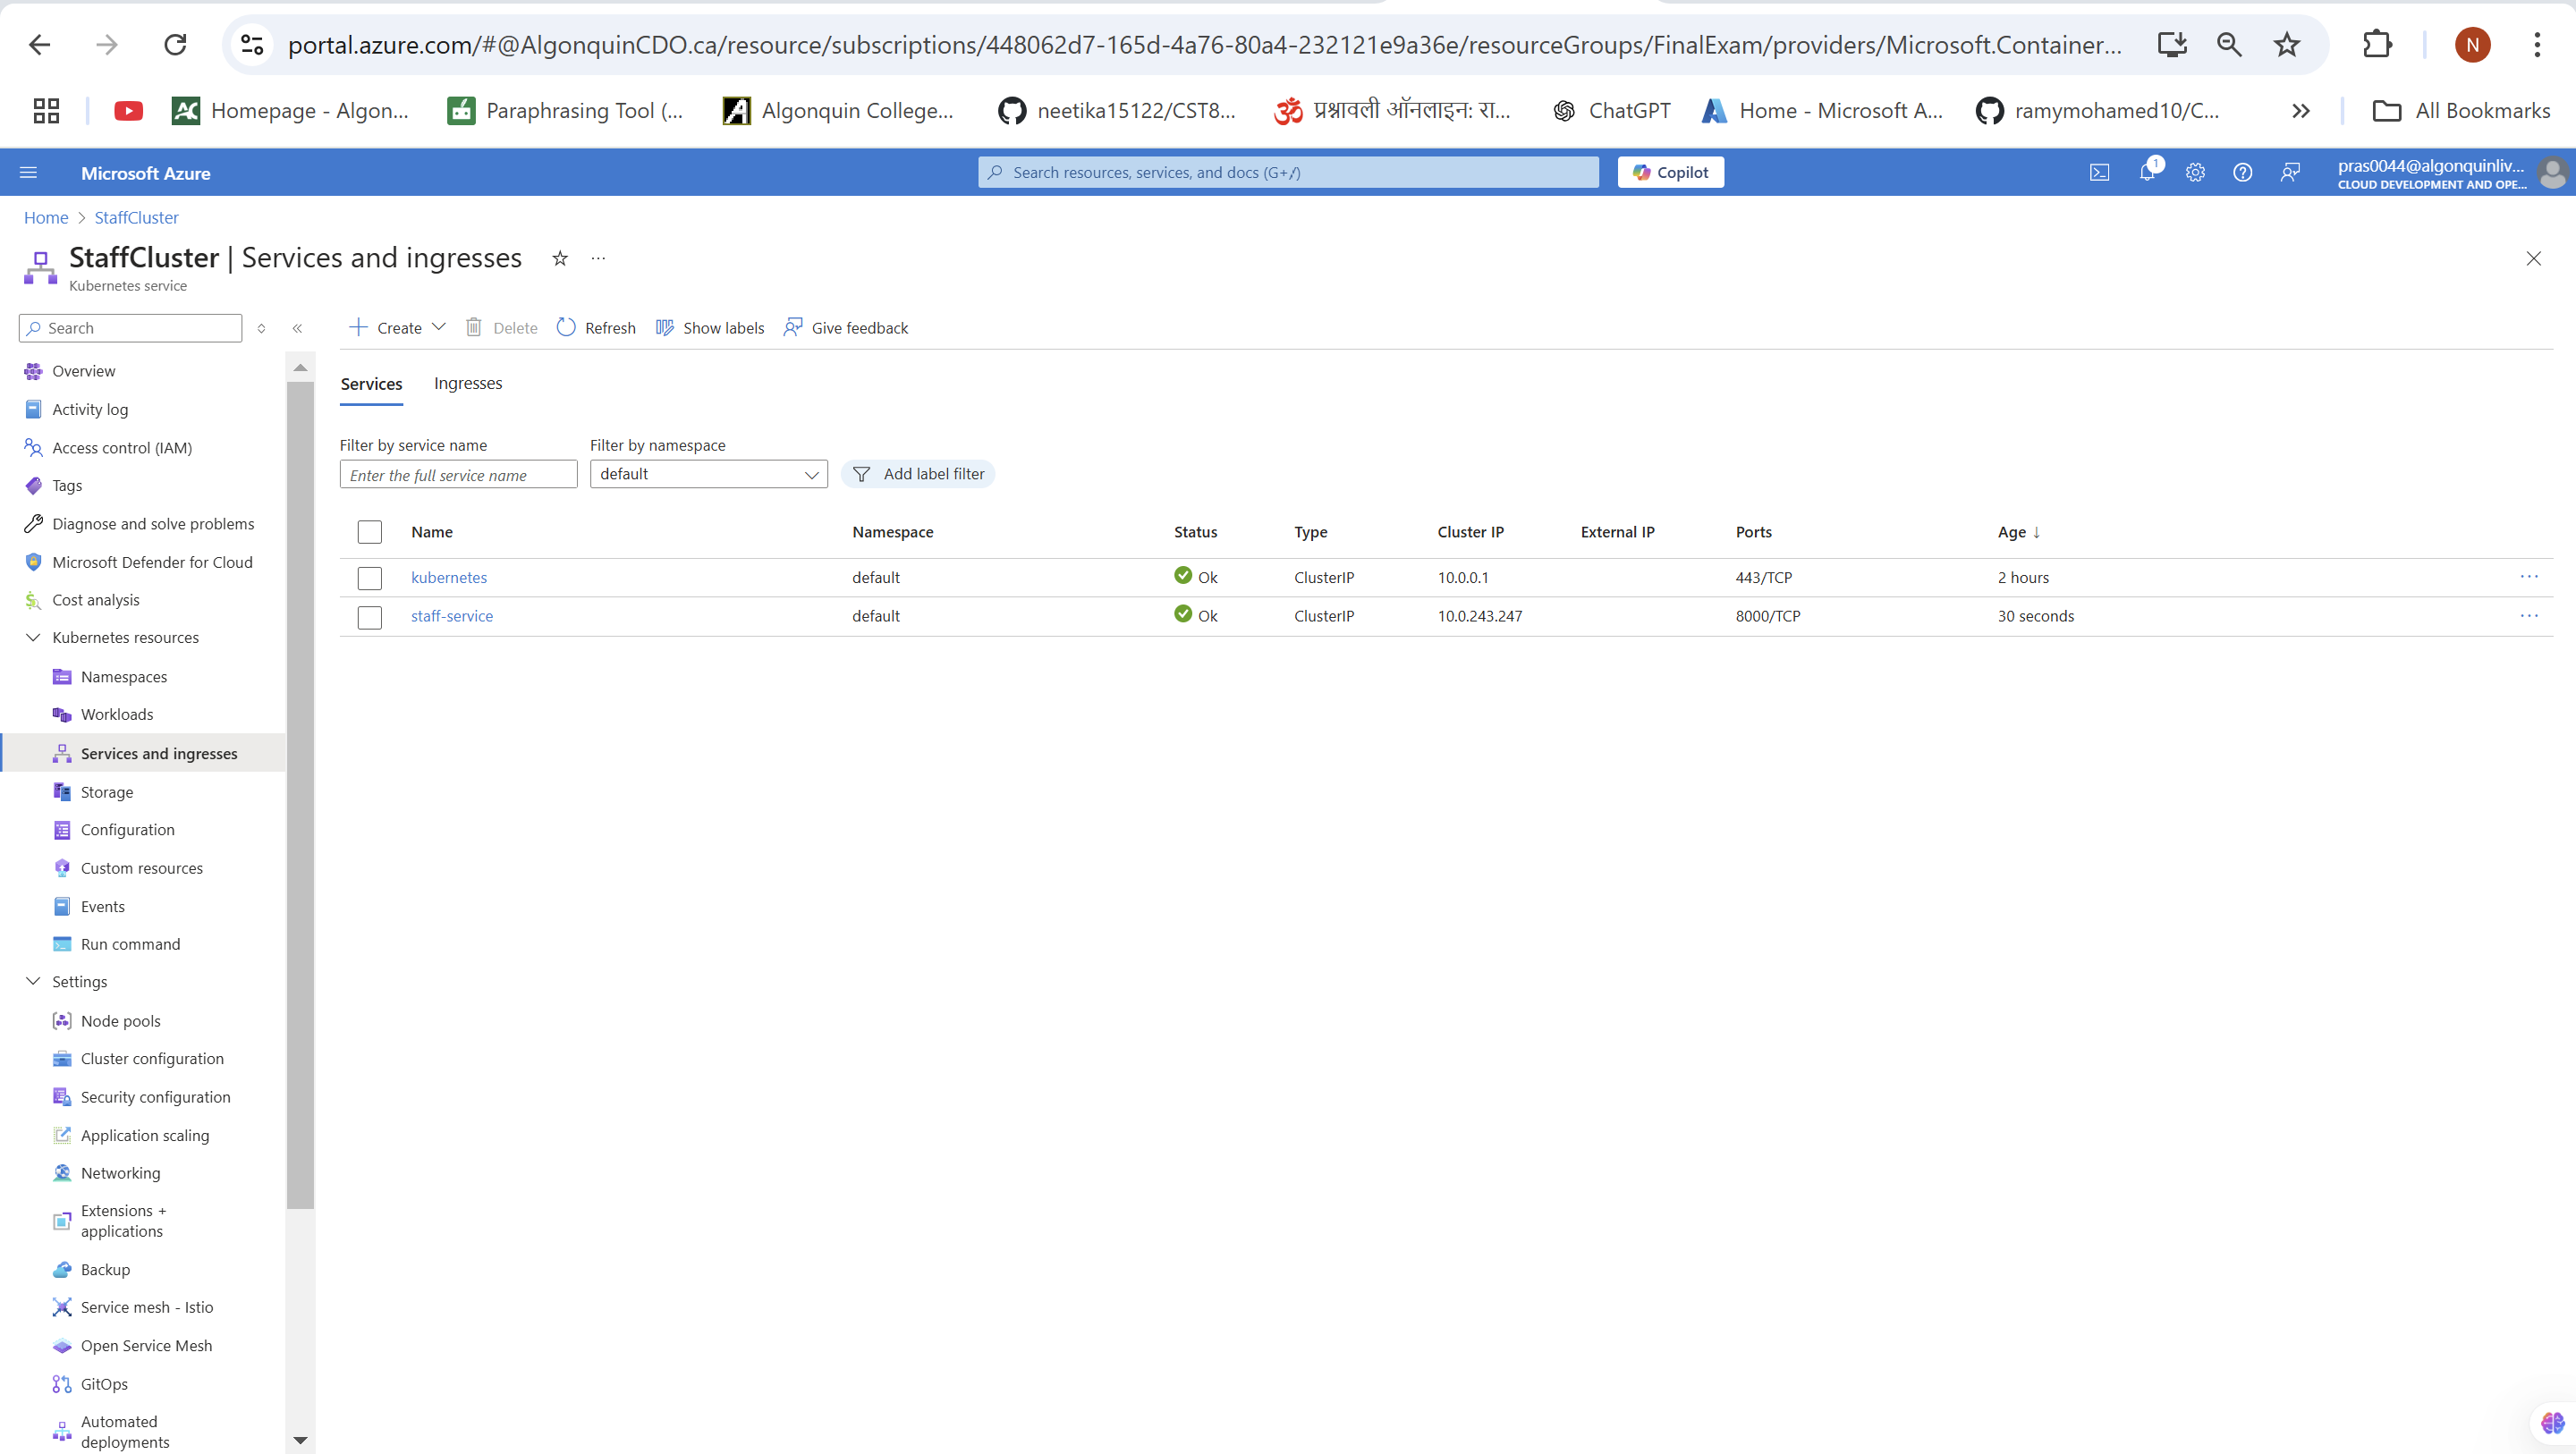 portal.azure.com/#@AlgonquinCDO.ca/resource/subscriptions/448062d7-165d-4a76-80a4-232121e9a36e/resourceGroups/FinalExam/providers/Microsoft.Container...
N
Homepage - Algon...
Paraphrasing Tool (...
Algonquin College...
neetika15122/CST8...
प्रश्नावली ऑनलाइन: रा...
ChatGPT
Home - Microsoft A...
ramymohamed10/C...
All Bookmarks
Microsoft Azure
Search resources, services, and docs (G+/)
Copilot
1
pras0044@algonquinliv...
CLOUD DEVELOPMENT AND OPE...
Home > StaffCluster
StaffCluster | Services and ingresses
Kubernetes service
Search
Create
Delete
Refresh
Show labels
Give feedback
Overview
Activity log
Access control (IAM)
Tags
Diagnose and solve problems
Microsoft Defender for Cloud
Cost analysis
Kubernetes resources
Namespaces
Workloads
Services and ingresses
Storage
Configuration
Custom resources
Events
Run command
Settings
Node pools
Cluster configuration
Security configuration
Application scaling
Networking
Extensions +
applications
Backup
Service mesh - Istio
Open Service Mesh
GitOps
Automated
deployments
Services Ingresses
Filter by service name Filter by namespace
Enter the full service name default Add label filter
Name Namespace Status Type Cluster IP External IP Ports Age ↓
kubernetes default Ok ClusterIP 10.0.0.1 443/TCP 2 hours
staff-service default Ok ClusterIP 10.0.243.247 8000/TCP 30 seconds